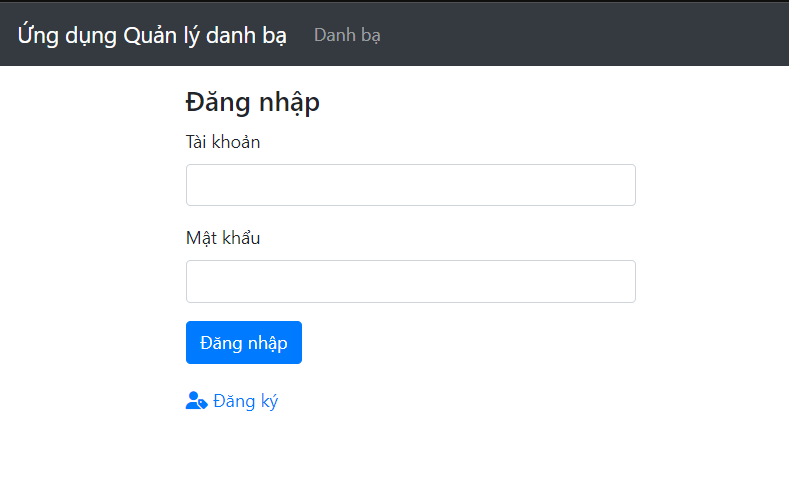 Ứng dụng Quản lý danh bạ Danh bạ
Đăng nhập
Tài khoản
Mật khẩu
Đăng nhập
Đăng ký